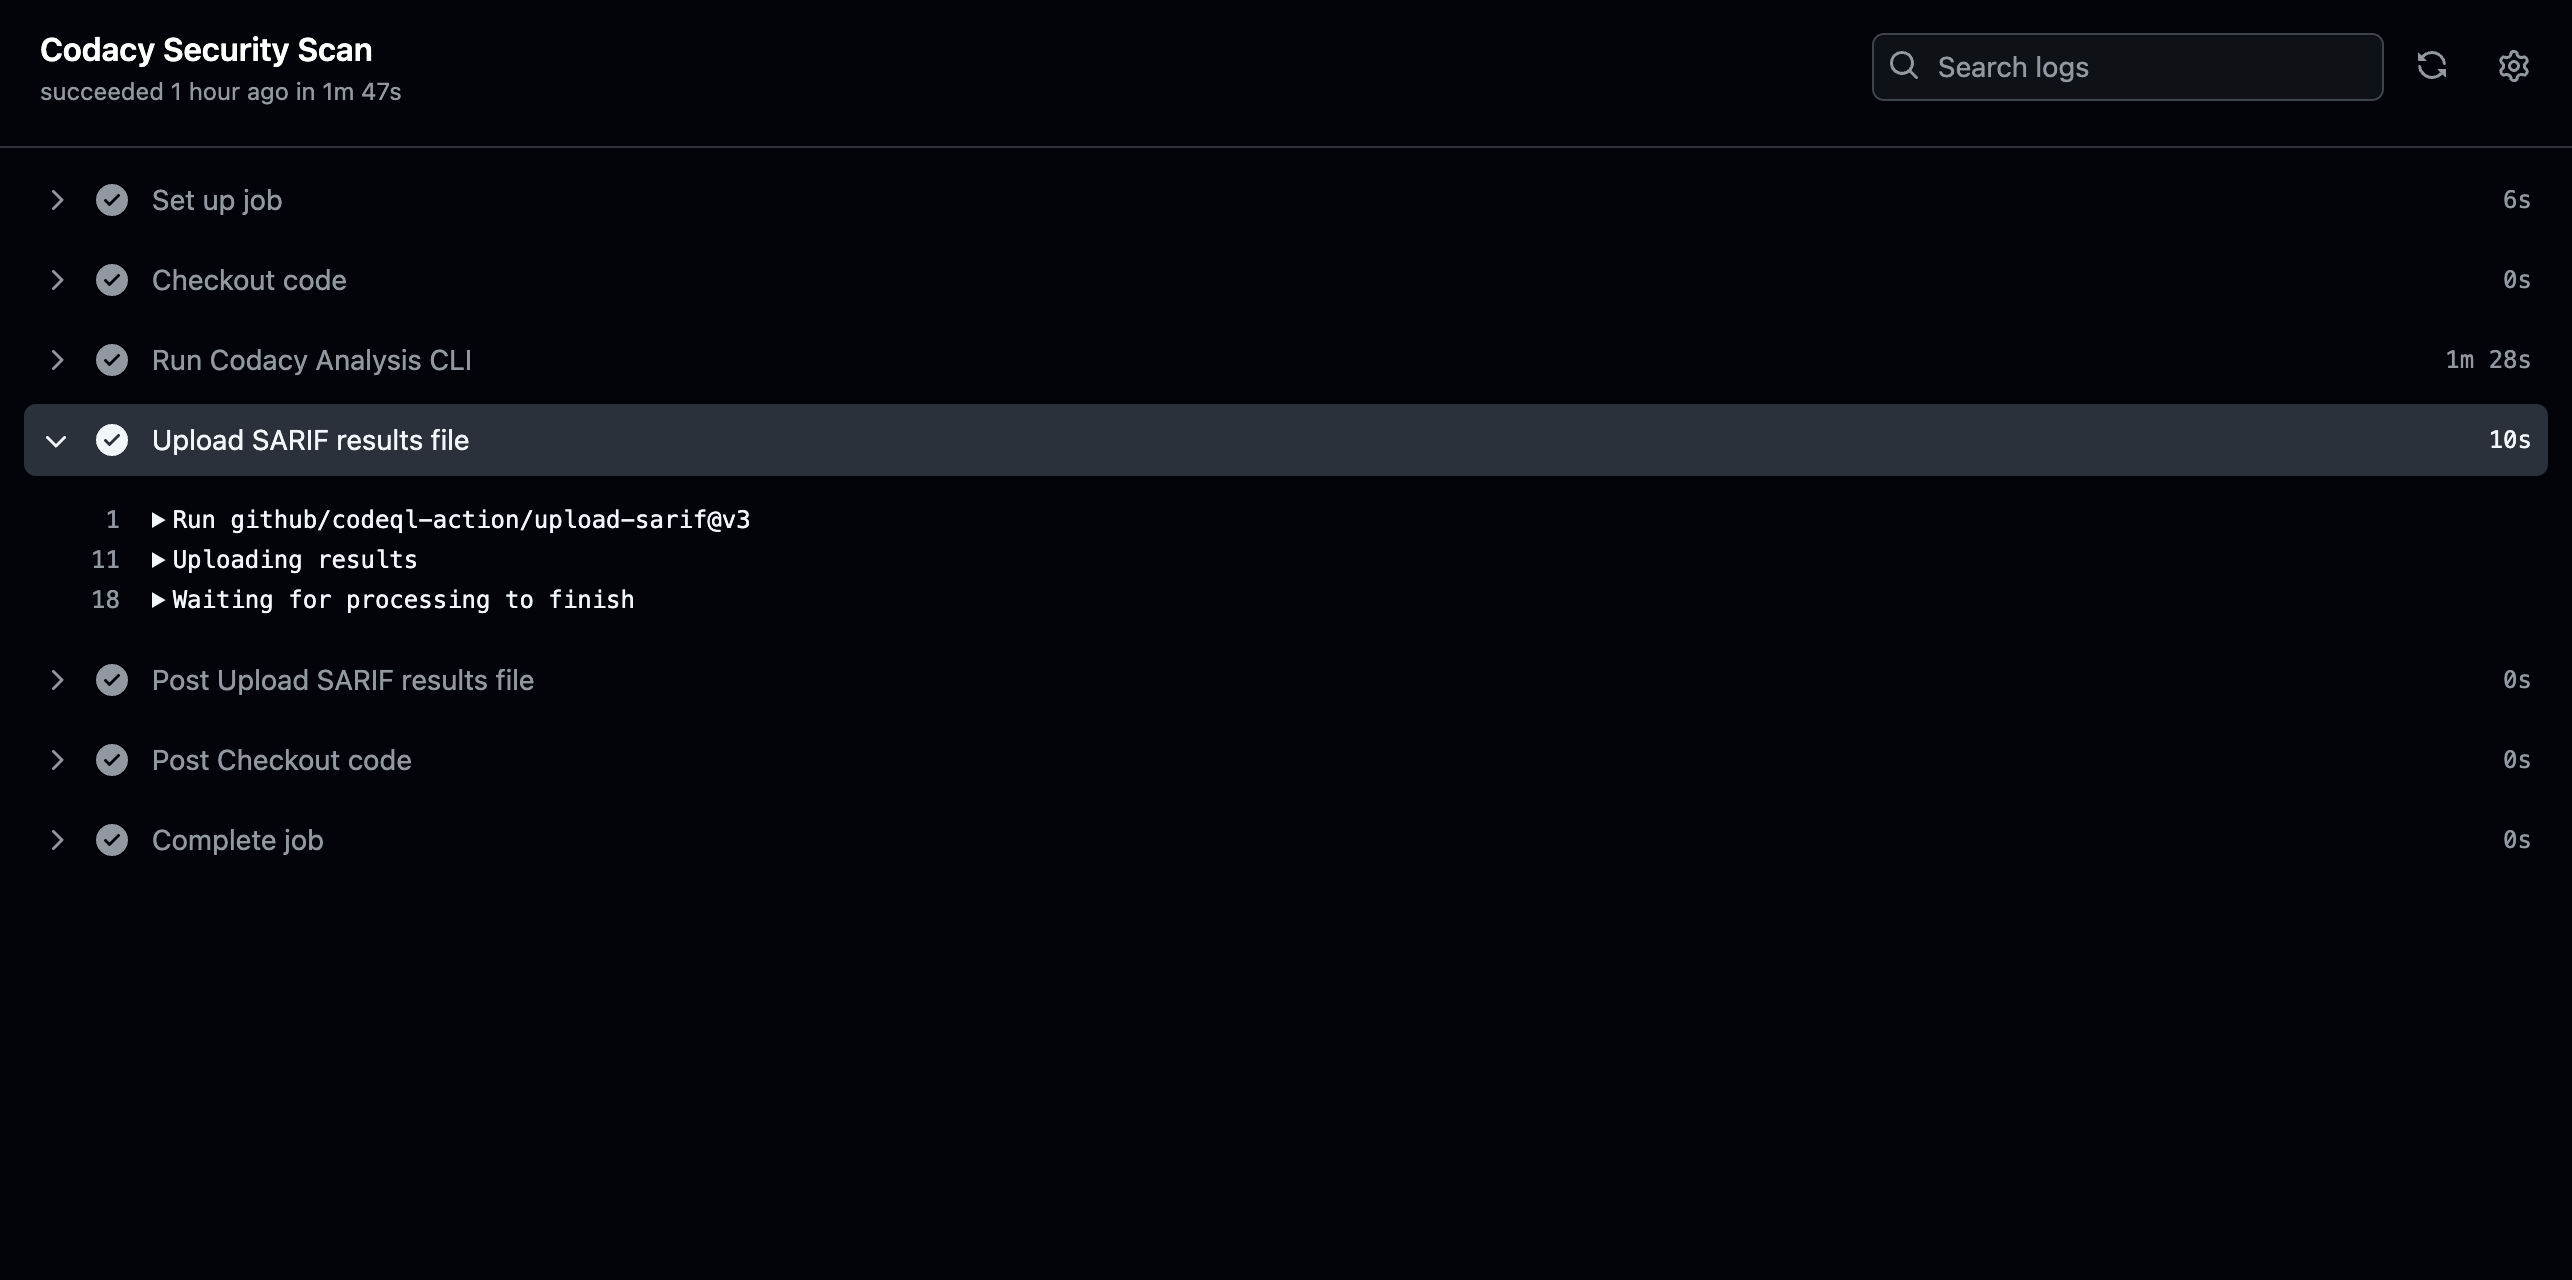 Codacy Security Scan
succeeded 1 hour ago in 1m 47s
Search logs
Set up job 6s
Checkout code 0s
Run Codacy Analysis CLI 1m 28s
Upload SARIF results file 10s
1 Run github/codeql-action/upload-sarif@v3
11 Uploading results
18 Waiting for processing to finish
Post Upload SARIF results file 0s
Post Checkout code 0s
Complete job 0s